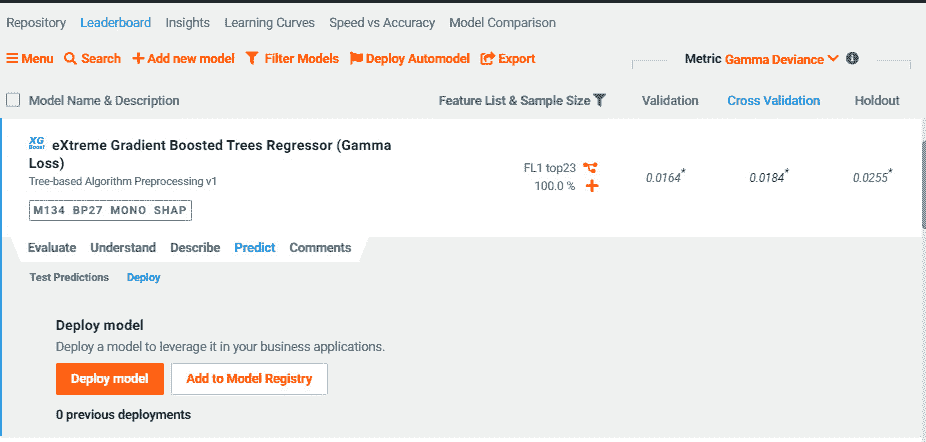 Repository Leaderboard Insights Learning Curves Speed vs Accuracy Model Comparison
Menu Search Add new model Filter Models Deploy Automodel Export Metric Gamma Deviance
Model Name & Description Feature List & Sample Size Validation Cross Validation Holdout
XG Boost eXtreme Gradient Boosted Trees Regressor (Gamma
Loss)
Tree-based Algorithm Preprocessing v1
FL1 top23
100.0 %
0.0164* 0.0184* 0.0255*
M134 BP27 MONO SHAP
Evaluate Understand Describe Predict Comments
Test Predictions Deploy
Deploy model
Deploy a model to leverage it in your business applications.
Deploy model Add to Model Registry
0 previous deployments